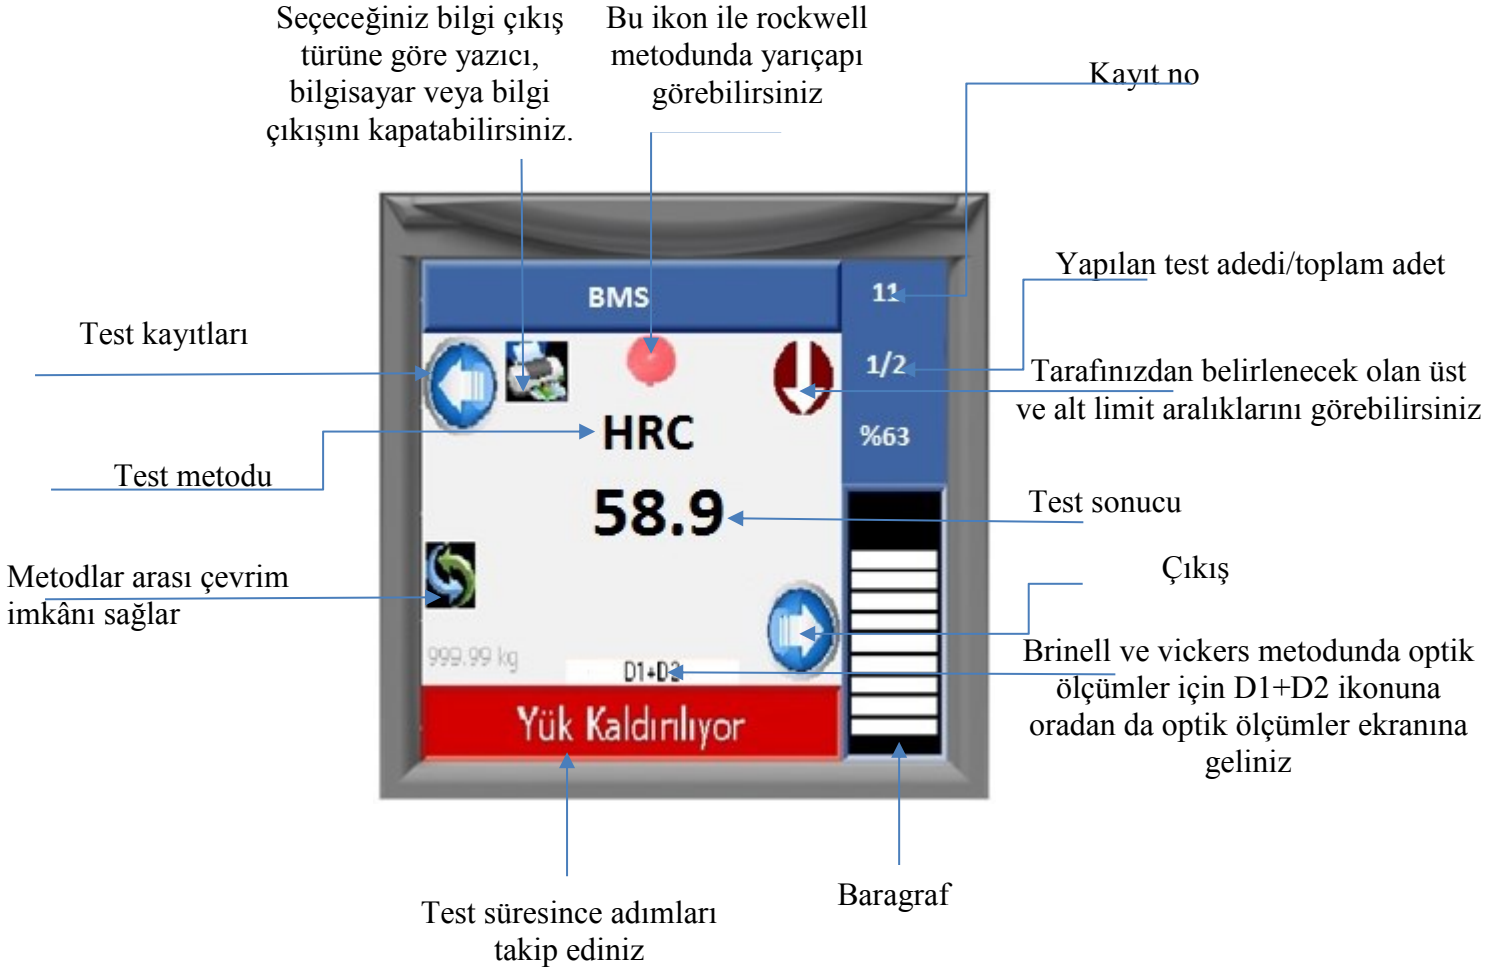 Seçeceğiniz bilgi çıkış
türüne göre yazıcı,
bilgisayar veya bilgi
çıkışını kapatabilirsiniz.
Bu ikon ile rockwell
metodunda yarıçapı
görebilirsiniz
Kayıt no
Yapılan test adedi/toplam adet
Tarafınızdan belirlenecek olan üst
ve alt limit aralıklarını görebilirsiniz
Test kayıtları
Test metodu
Metodlar arası çevrim
imkânı sağlar
BMS
11
1/2
%63
HRC
58.9
999.99 kg
D1+D2
Yük Kaldırılıyor
Test sonucu
Çıkış
Brinell ve vickers metodunda optik
ölçümler için D1+D2 ikonuna
oradan da optik ölçümler ekranına
geliniz
Baragraf
Test süresince adımları
takip ediniz